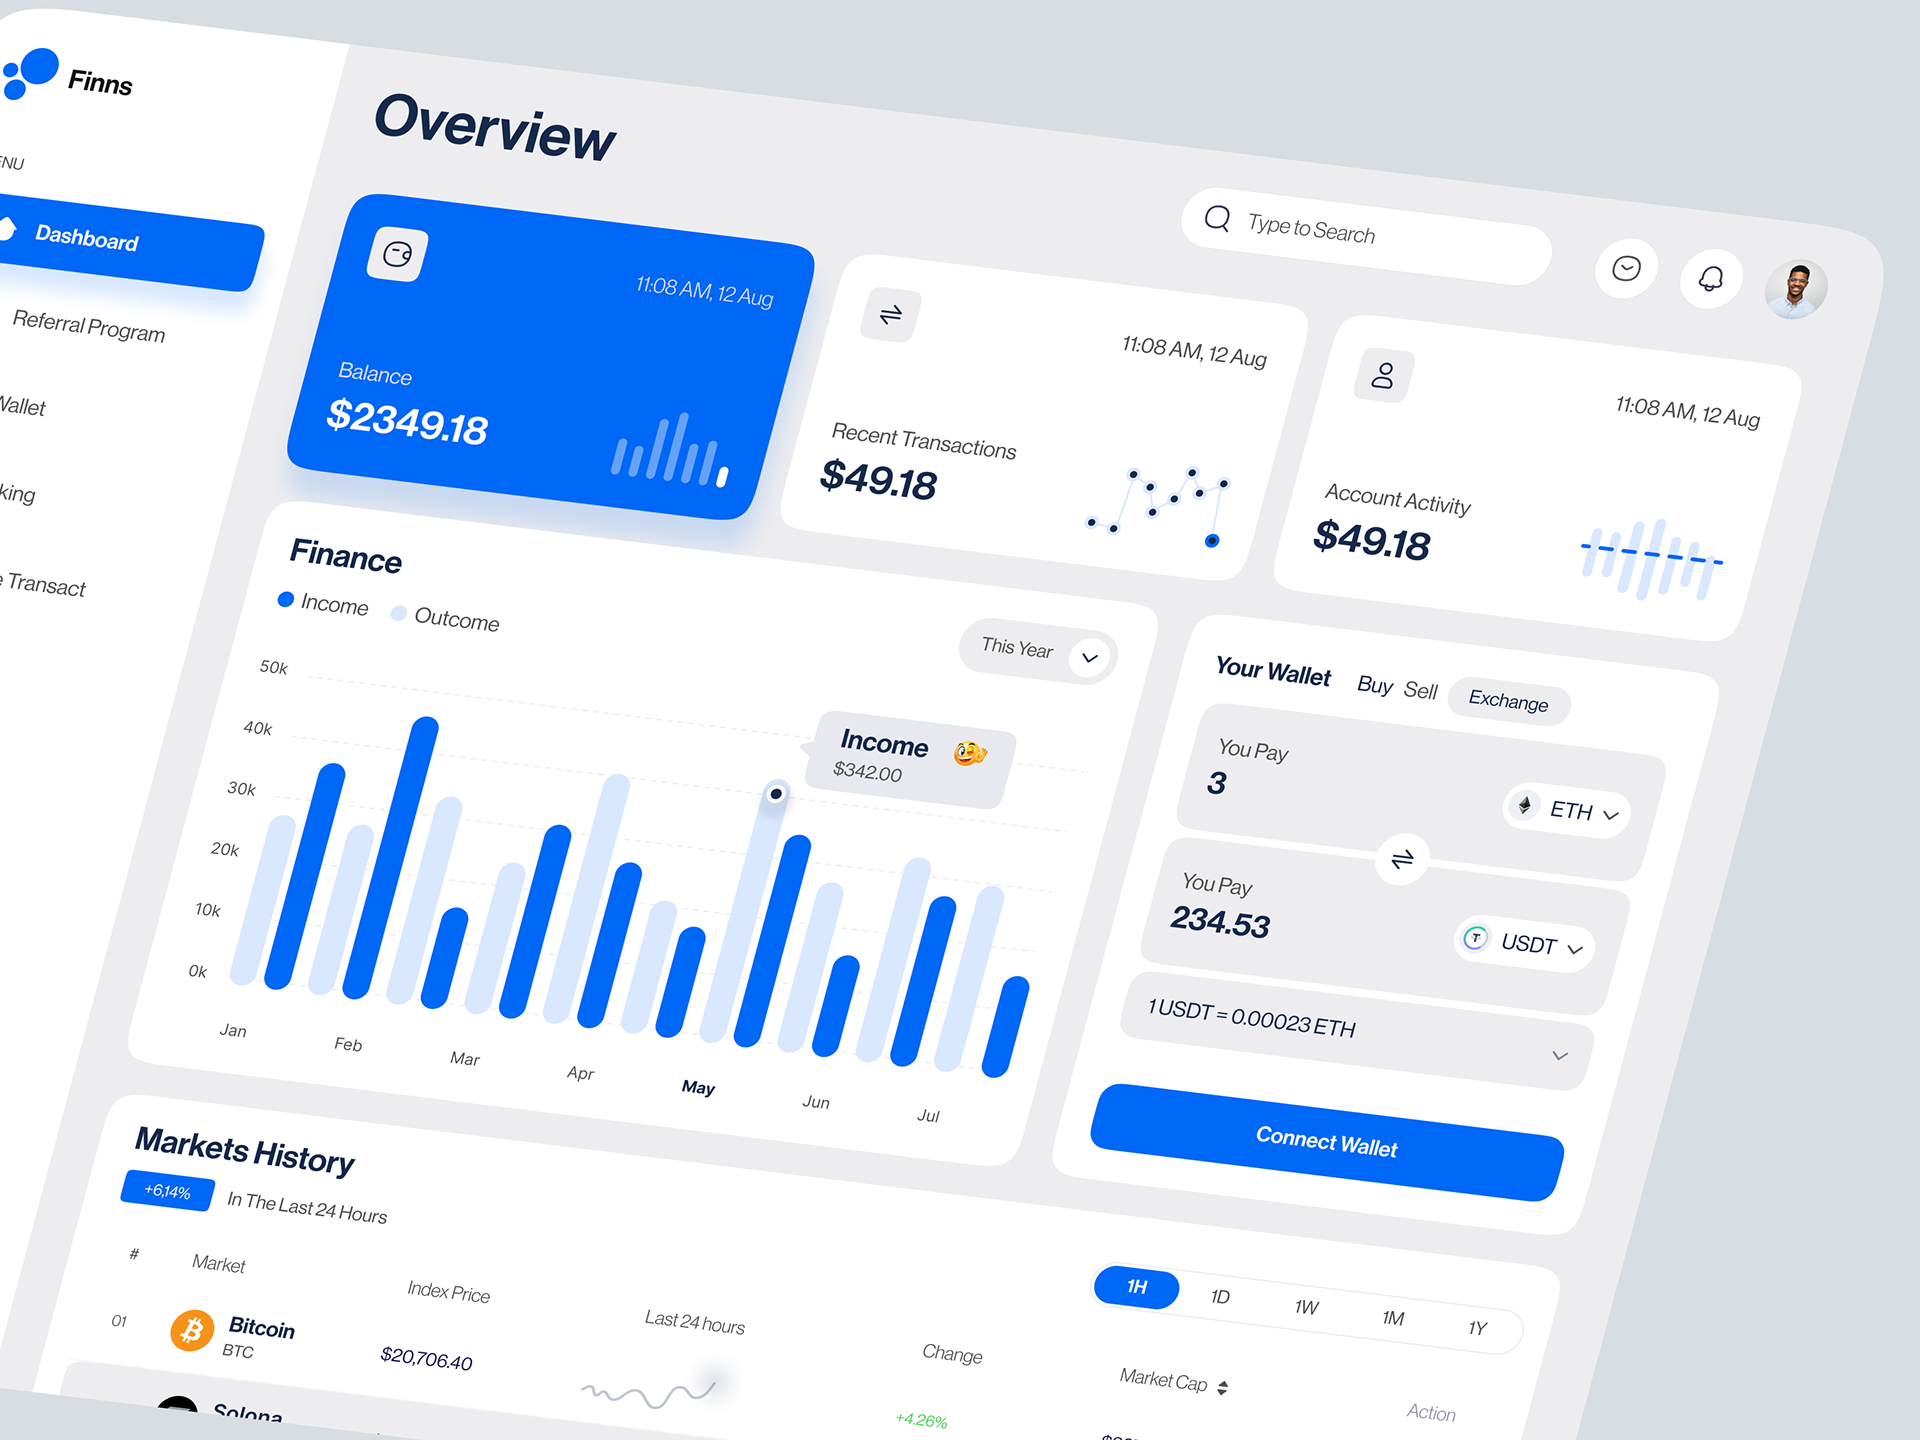 Finns
Overview
ENU
Type to Search
Dashboard
Referral Program
Wallet
king
e Transact
11:08 AM, 12 Aug
Balance
$2349.18
11:08 AM, 12 Aug
Recent Transactions
$49.18
11:08 AM, 12 Aug
Account Activity
$49.18
Finance
Income
Outcome
This Year
50k
40k
30k
20k
10k
0k
Income
$342.00
Jan
Feb
Mar
Apr
May
Jun
Jul
Your Wallet
Buy
Sell
Exchange
You Pay
3
ETH
You Pay
234.53
USDT
1 USDT = 0.00023 ETH
Connect Wallet
Markets History
+6,14%
In The Last 24 Hours
1H
1D
1W
1M
1Y
#
Market
Index Price
Last 24 hours
Change
Market Cap
Action
01
Bitcoin
BTC
$20,706.40
+4.26%
Solona